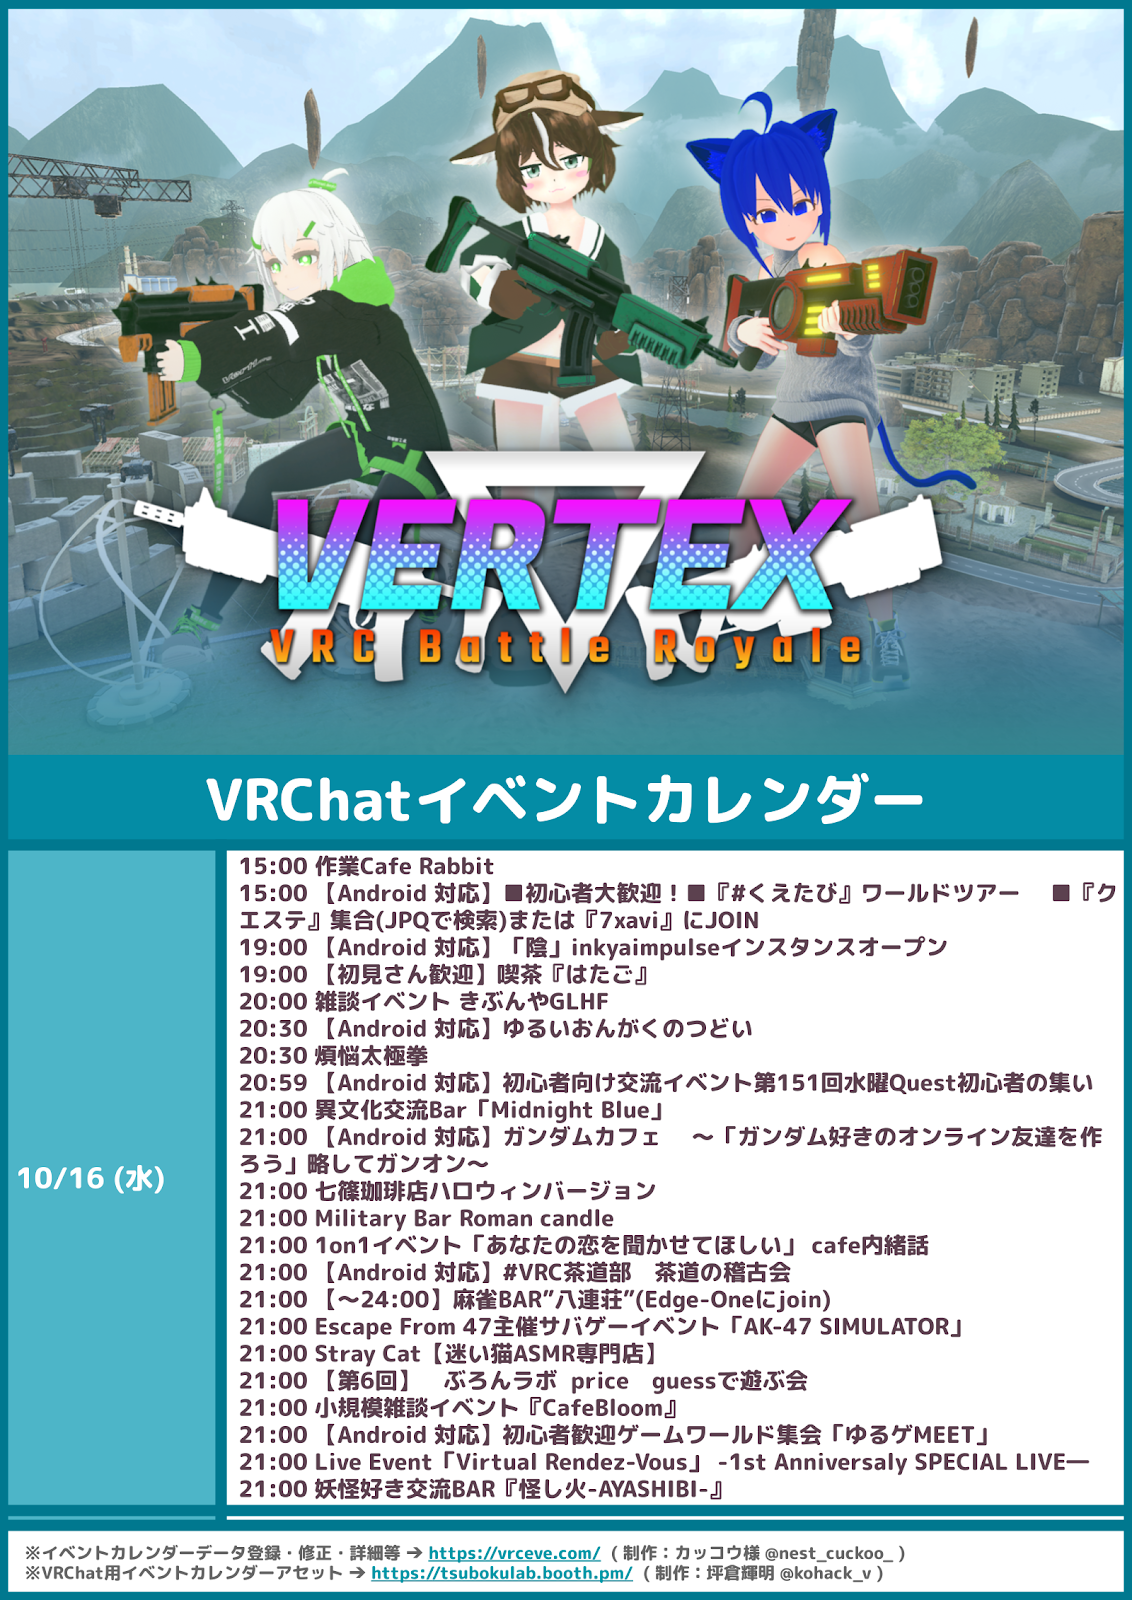 VERTEX
VRC Battle Royale
VRChatイベントカレンダー
10/16 (水)
15:00 作業Cafe Rabbit
15:00 【Android 対応】■初心者大歓迎！■『#くえたび』ワールドツアー　■『ク
エステ』集合(JPQで検索)または『7xavi』にJOIN
19:00 【Android 対応】「陰」inkyaimpulseインスタンスオープン
19:00 【初見さん歓迎】喫茶『はたご』
20:00 雑談イベント きぶんやGLHF
20:30 【Android 対応】ゆるいおんがくのつどい
20:30 煩悩太極拳
20:59 【Android 対応】初心者向け交流イベント第151回水曜Quest初心者の集い
21:00 異文化交流Bar「Midnight Blue」
21:00 【Android 対応】ガンダムカフェ　～「ガンダム好きのオンライン友達を作
ろう」略してガンオン～
21:00 七篠珈琲店ハロウィンバージョン
21:00 Military Bar Roman candle
21:00 1on1イベント「あなたの恋を聞かせてほしい」 cafe内緒話
21:00 【Android 対応】#VRC茶道部　茶道の稽古会
21:00 【～24:00】麻雀BAR”八連荘”(Edge-Oneにjoin)
21:00 Escape From 47主催サバゲーイベント「AK-47 SIMULATOR」
21:00 Stray Cat【迷い猫ASMR専門店】
21:00 【第6回】　ぶろんラボ price　guessで遊ぶ会
21:00 小規模雑談イベント『CafeBloom』
21:00 【Android 対応】初心者歓迎ゲームワールド集会「ゆるゲMEET」
21:00 Live Event「Virtual Rendez-Vous」 -1st Anniversaly SPECIAL LIVE―
21:00 妖怪好き交流BAR『怪し火-AYASHIBI-』
※イベントカレンダーデータ登録・修正・詳細等 → https://vrceve.com/ ( 制作：カッコウ様 @nest_cuckoo_ )
※VRChat用イベントカレンダーアセット → https://tsubokulab.booth.pm/ ( 制作：坪倉輝明 @kohack_v )